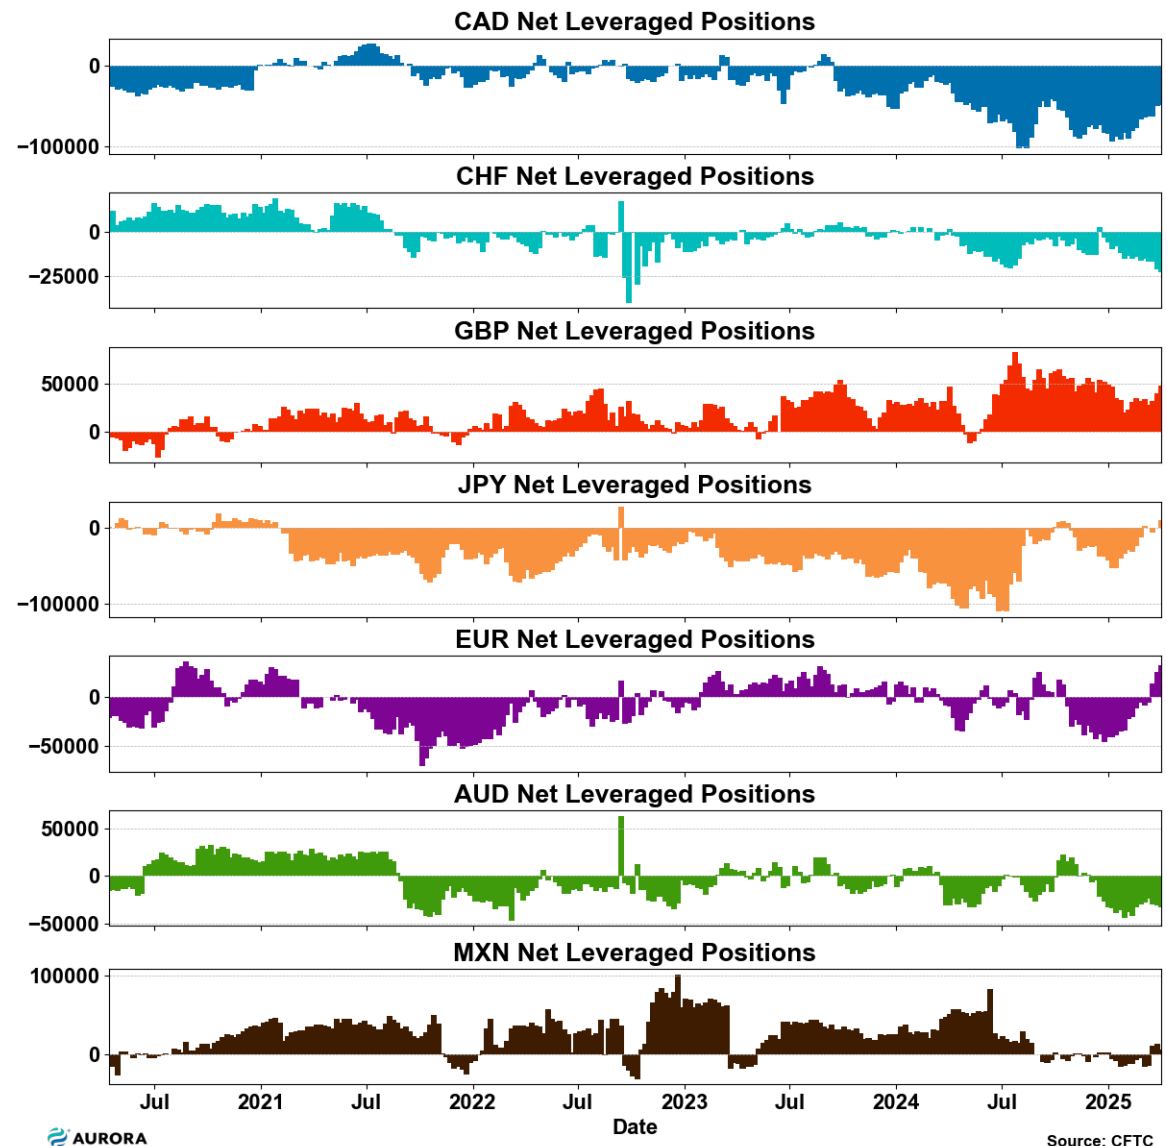 CAD Net Leveraged Positions
0
−100000
CHF Net Leveraged Positions
0
−25000
GBP Net Leveraged Positions
50000
0
JPY Net Leveraged Positions
0
−100000
EUR Net Leveraged Positions
0
−50000
AUD Net Leveraged Positions
50000
0
−50000
MXN Net Leveraged Positions
100000
0
Jul 2021 Jul 2022 Jul 2023 Jul 2024 Jul 2025
Date
AURORA
Source: CFTC